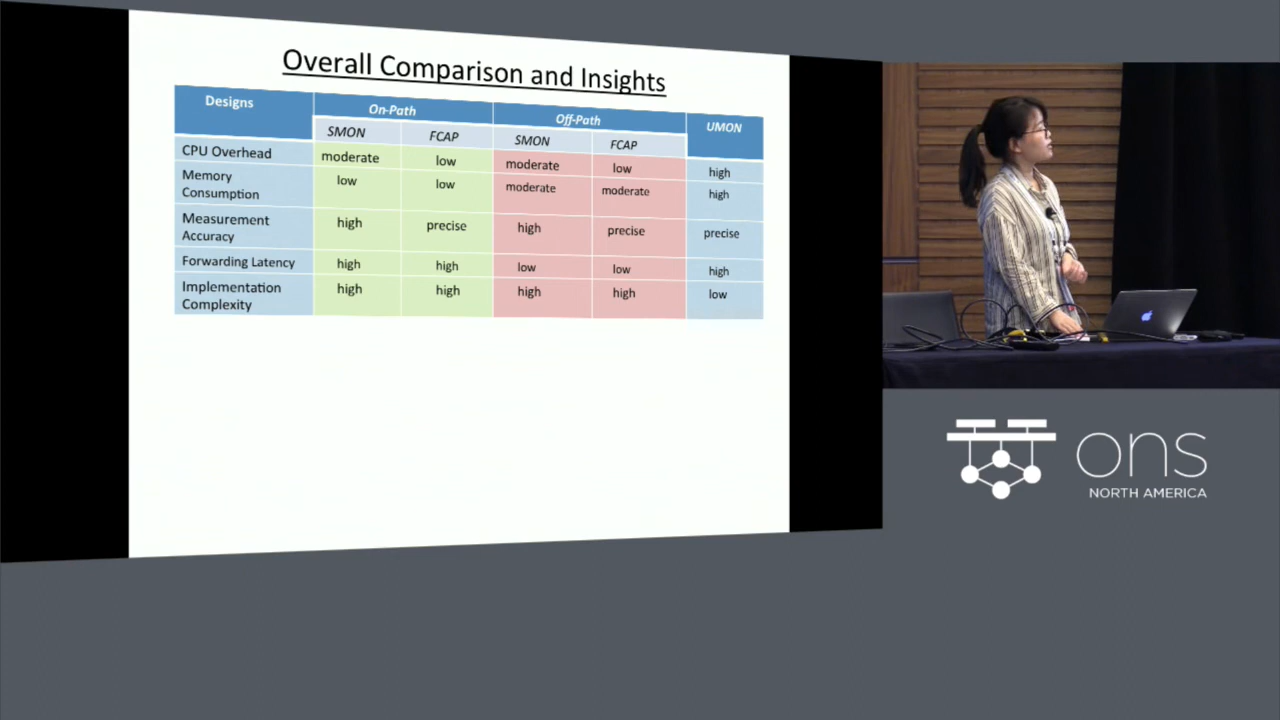 Overall Comparison and Insights
Designs On-Path Off-Path UMON
SMON FCAP SMON FCAP
CPU Overhead moderate low moderate low high
Memory Consumption low low moderate moderate high
Measurement Accuracy high precise high precise precise
Forwarding Latency high high low low high
Implementation Complexity high high high high low
ons
NORTH AMERICA